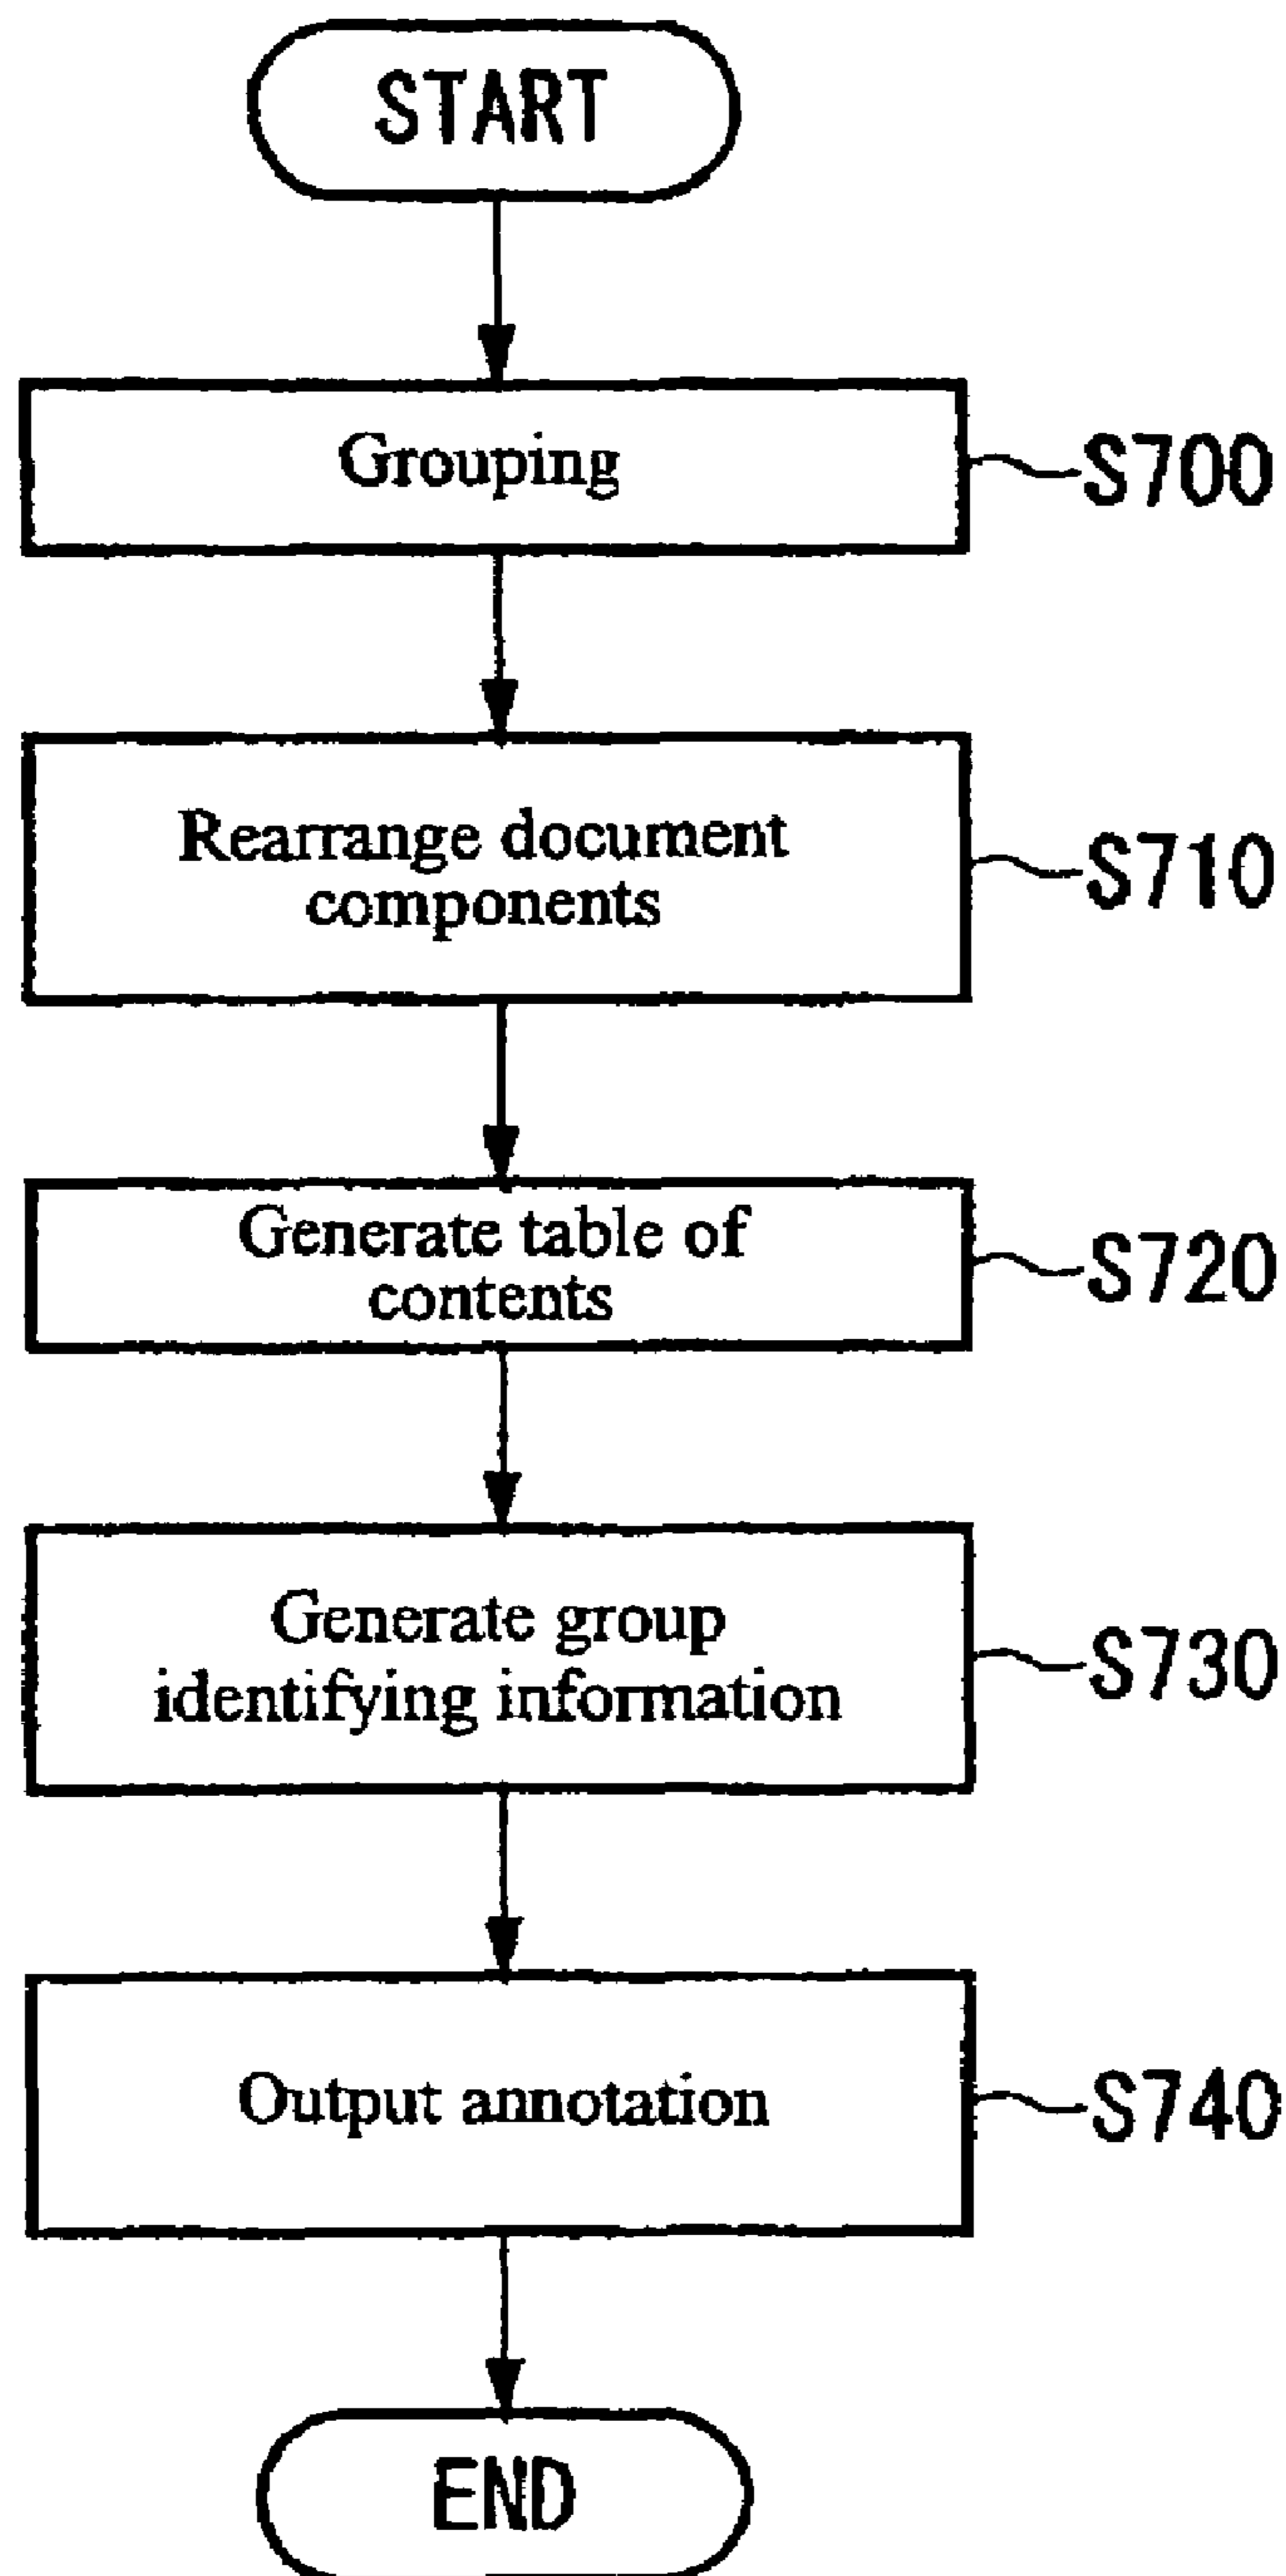 START
Grouping
S700
Rearrange document
components
S710
Generate table of
contents
S720
Generate group
identifying information
S730
Output annotation
S740
END